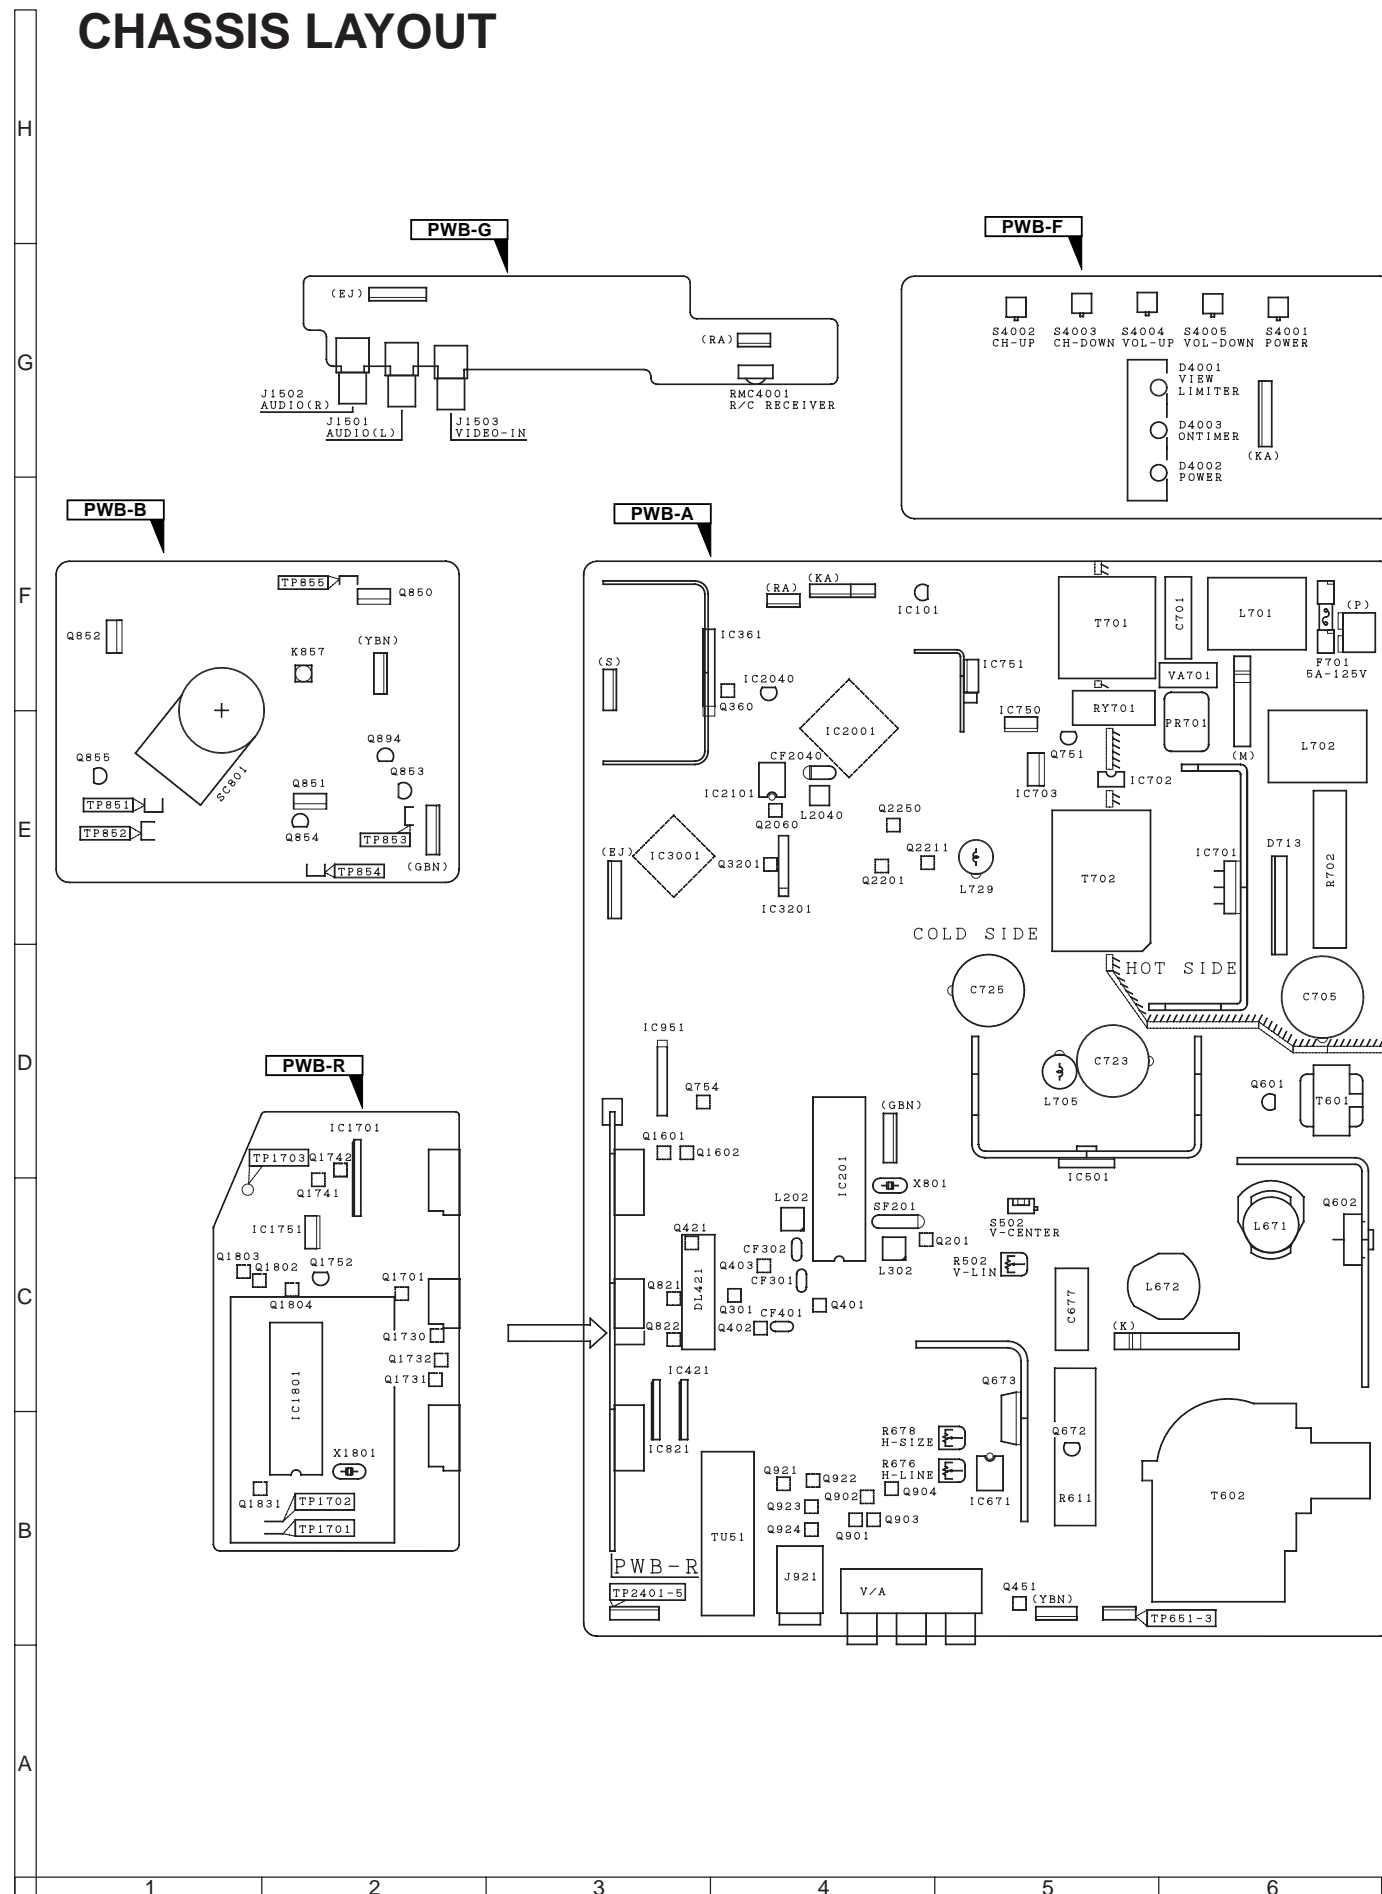 CHASSIS LAYOUT
H
PWB-G
PWB-F
(EJ)
(RA)
S4002
CH-UP
S4003
CH-DOWN
S4004
VOL-UP
S4005
VOL-DOWN
S4001
POWER
G
D4001
VIEW
LIMITER
J1502
AUDIO(R)
RMC4001
R/C RECEIVER
J1501
AUDIO(L)
J1503
VIDEO-IN
D4003
ONTIMER
(KA)
D4002
POWER
PWB-B
PWB-A
F
TP855
Q850
Q852
K857
(YBN)
Q855
Q894
Q853
SC801
Q851
TP851
TP852
Q854
TP853
TP854
(GBN)
(RA)
(KA)
IC101
T701
C701
L701
(P)
F701
5A-125V
IC361
(S)
IC2040
Q360
IC751
VA701
IC750
RY701
PR701
IC2001
Q751
L702
CF2040
(M)
IC702
IC703
IC2101
L2040
E
Q2060
Q2250
(EJ)
IC3001
Q3201
Q2211
Q2201
IC3201
L729
T702
IC701
D713
R702
COLD SIDE
HOT SIDE
C725
C705
D
IC951
C723
L705
Q754
Q601
T601
PWB-R
IC1701
TP1703
Q1742
Q1741
IC1751
Q1803
Q1802
Q1752
Q1701
Q1804
Q1730
Q1732
Q1731
IC1801
X1801
Q1831
TP1702
TP1701
(GBN)
Q1601
Q1602
IC201
X801
IC501
L202
SF201
S502
V-CENTER
L671
Q602
Q421
CF302
Q201
Q403
L302
R502
V-LIN
C
CF301
Q821
DL421
Q301
CF401
Q401
L672
C677
Q822
Q402
(K)
IC421
Q673
IC821
R678
H-SIZE
Q672
R676
H-LINE
Q921
Q922
Q902
Q904
IC671
R611
T602
Q923
B
Q924
Q901
Q903
TU51
PWB-R
J921
V/A
Q451
(YBN)
TP2401-5
TP651-3
A
1
2
3
4
5
6